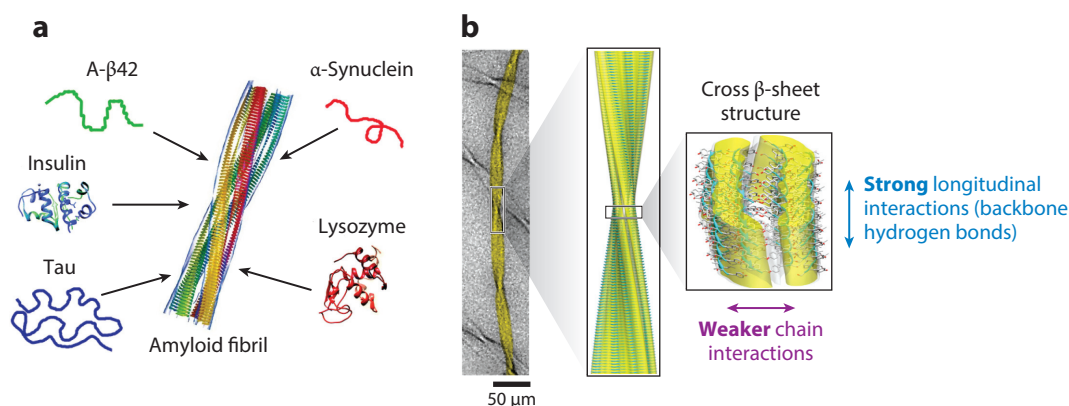 a
A-β42
α-Synuclein
Insulin
Lysozyme
Tau
Amyloid fibril
b
Cross β-sheet
structure
Strong longitudinal
interactions (backbone
hydrogen bonds)
Weaker chain
interactions
50 μm